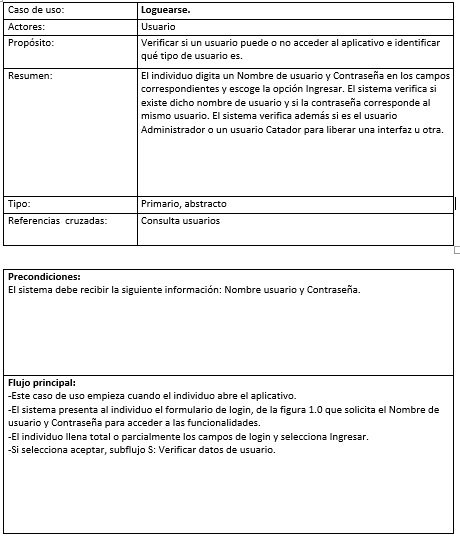 Caso de uso: Loguearse.
Actores: Usuario
Propósito: Verificar si un usuario puede o no acceder al aplicativo e identificar
qué tipo de usuario es.
Resumen: El individuo digita un Nombre de usuario y Contraseña en los campos
correspondientes y escoge la opción Ingresar. El sistema verifica si
existe dicho nombre de usuario y si la contraseña corresponde al
mismo usuario. El sistema verifica además si es el usuario
Administrador o un usuario Catador para liberar una interfaz u otra.
Tipo: Primario, abstracto
Referencias cruzadas: Consulta usuarios
Precondiciones:
El sistema debe recibir la siguiente información: Nombre usuario y Contraseña.
Flujo principal:
-Este caso de uso empieza cuando el individuo abre el aplicativo.
-El sistema presenta al individuo el formulario de login, de la figura 1.0 que solicita el Nombre de
usuario y Contraseña para acceder a las funcionalidades.
-El individuo llena total o parcialmente los campos de login y selecciona Ingresar.
-Si selecciona aceptar, subflujo S: Verificar datos de usuario.